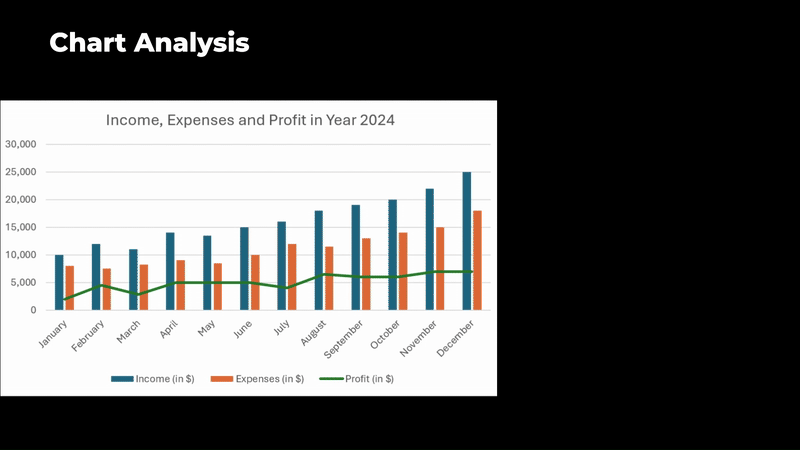 Chart Analysis
Income, Expenses and Profit in Year 2024
30,000
25,000
20,000
15,000
10,000
5,000
0
January
February
March
April
May
June
July
August
September
October
November
December
Income (in $) Expenses (in $) Profit (in $)